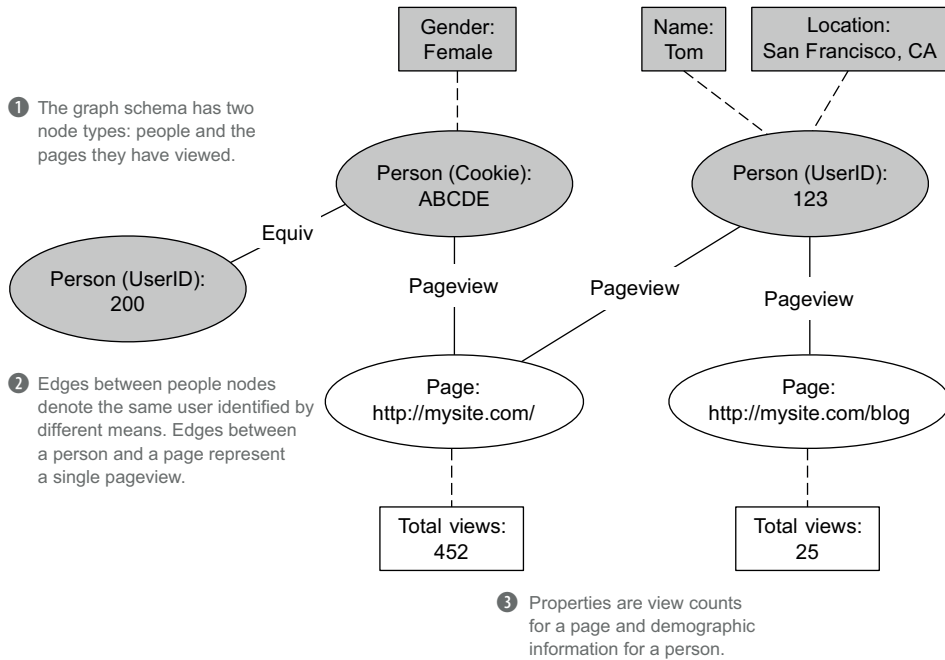 Gender:
Female
Name:
Tom
Location:
San Francisco, CA
1 The graph schema has two
node types: people and the
pages they have viewed.
Person (Cookie):
ABCDE
Person (UserID):
123
Equiv
Person (UserID):
200
Pageview
Pageview
Pageview
2 Edges between people nodes
denote the same user identified by
different means. Edges between
a person and a page represent
a single pageview.
Page:
http://mysite.com/
Page:
http://mysite.com/blog
Total views:
452
Total views:
25
3 Properties are view counts
for a page and demographic
information for a person.